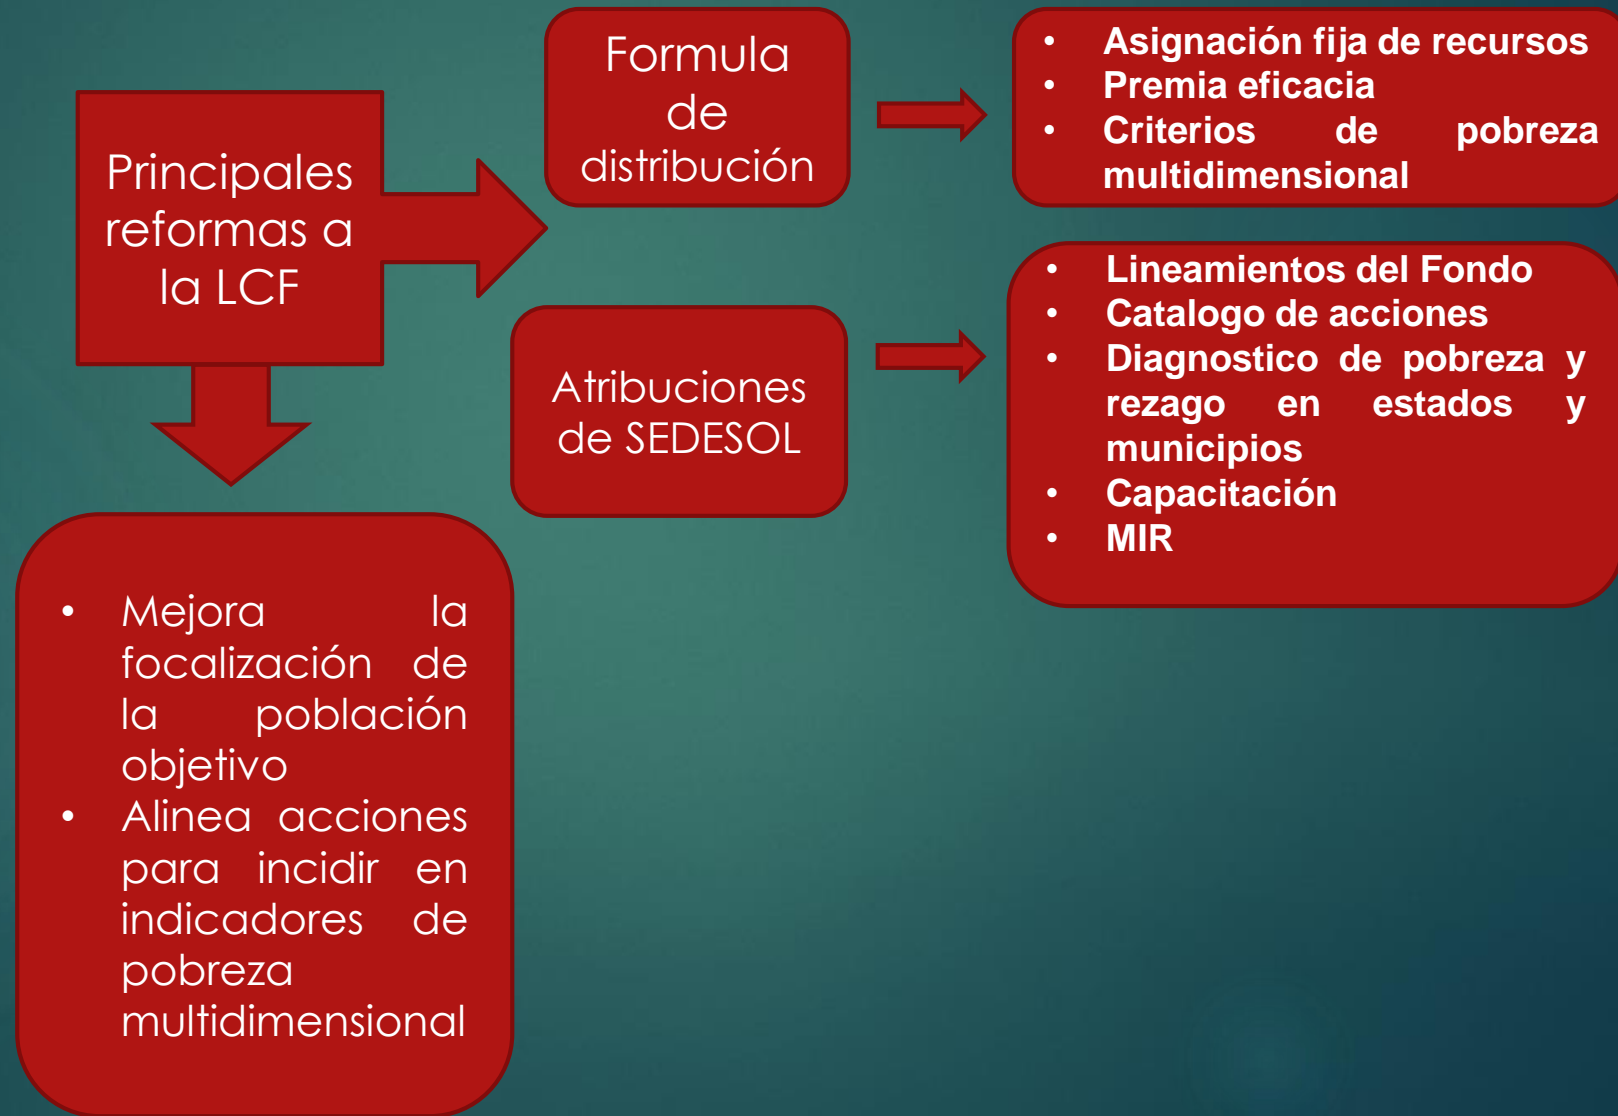 Principales
reformas a
la LCF
Formula
de
distribución
• Asignación fija de recursos
• Premia eficacia
• Criterios de pobreza
multidimensional
Atribuciones
de SEDESOL
• Lineamientos del Fondo
• Catalogo de acciones
• Diagnostico de pobreza y
rezago en estados y
municipios
• Capacitación
• MIR
• Mejora la
focalización de
la población
objetivo
• Alinea acciones
para incidir en
indicadores de
pobreza
multidimensional